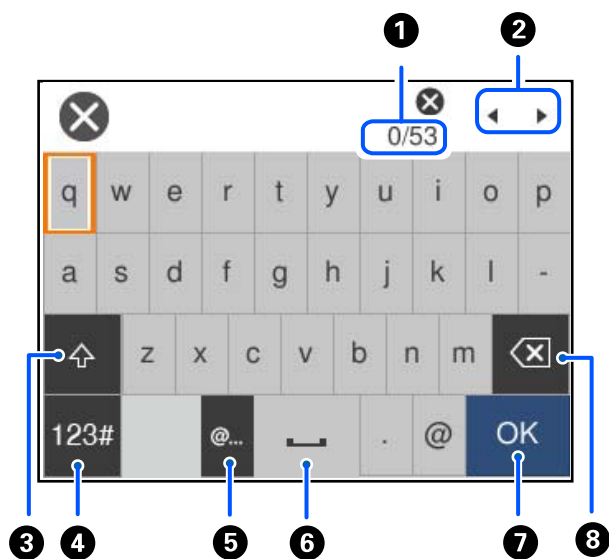 1 2
0/53
q w e r t y u i o p
a s d f g h j k l -
z x c v b n m
123# @... . @ OK
3 4 5 6 7 8